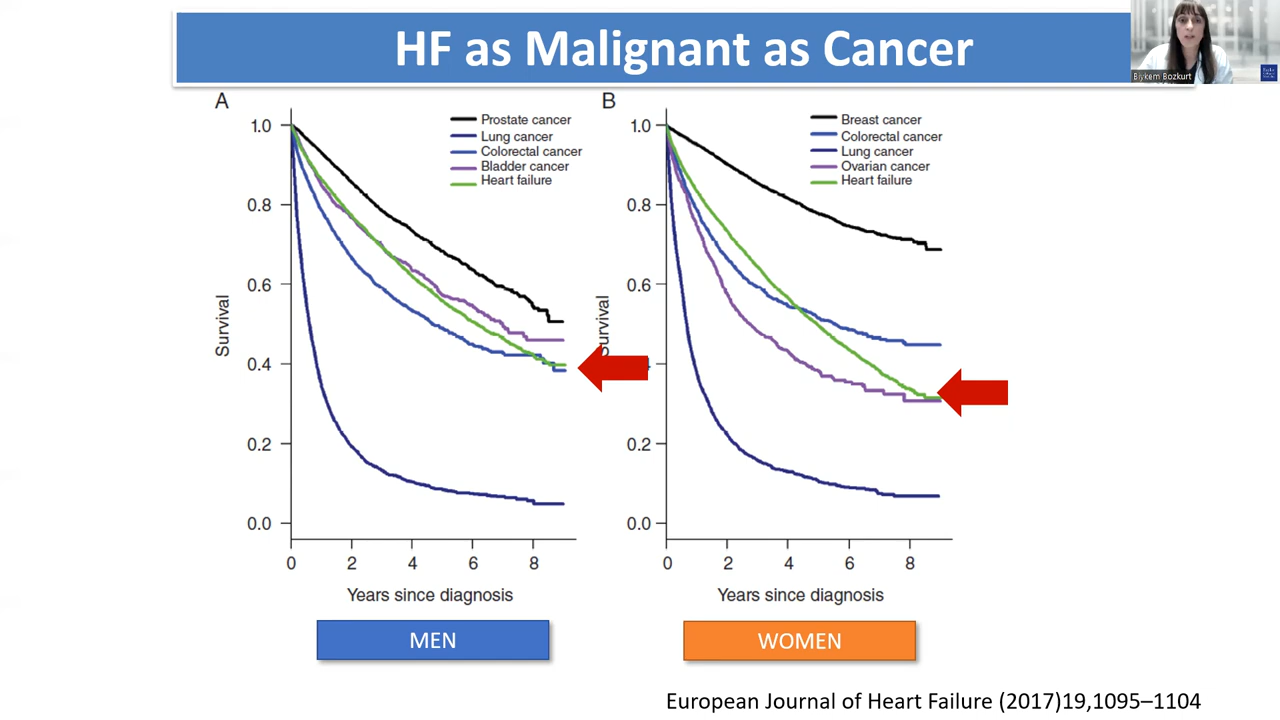 HF as Malignant as Cancer
Biykem Bozkurt
A
Prostate cancer
Lung cancer
Colorectal cancer
Bladder cancer
Heart failure
1.0
0.8
0.6
0.4
0.2
0.0
Survival
0 2 4 6 8
Years since diagnosis
MEN
B
Breast cancer
Colorectal cancer
Lung cancer
Ovarian cancer
Heart failure
1.0
0.8
0.6
4
0.2
0.0
Survival
0 2 4 6 8
Years since diagnosis
WOMEN
European Journal of Heart Failure (2017)19,1095–1104